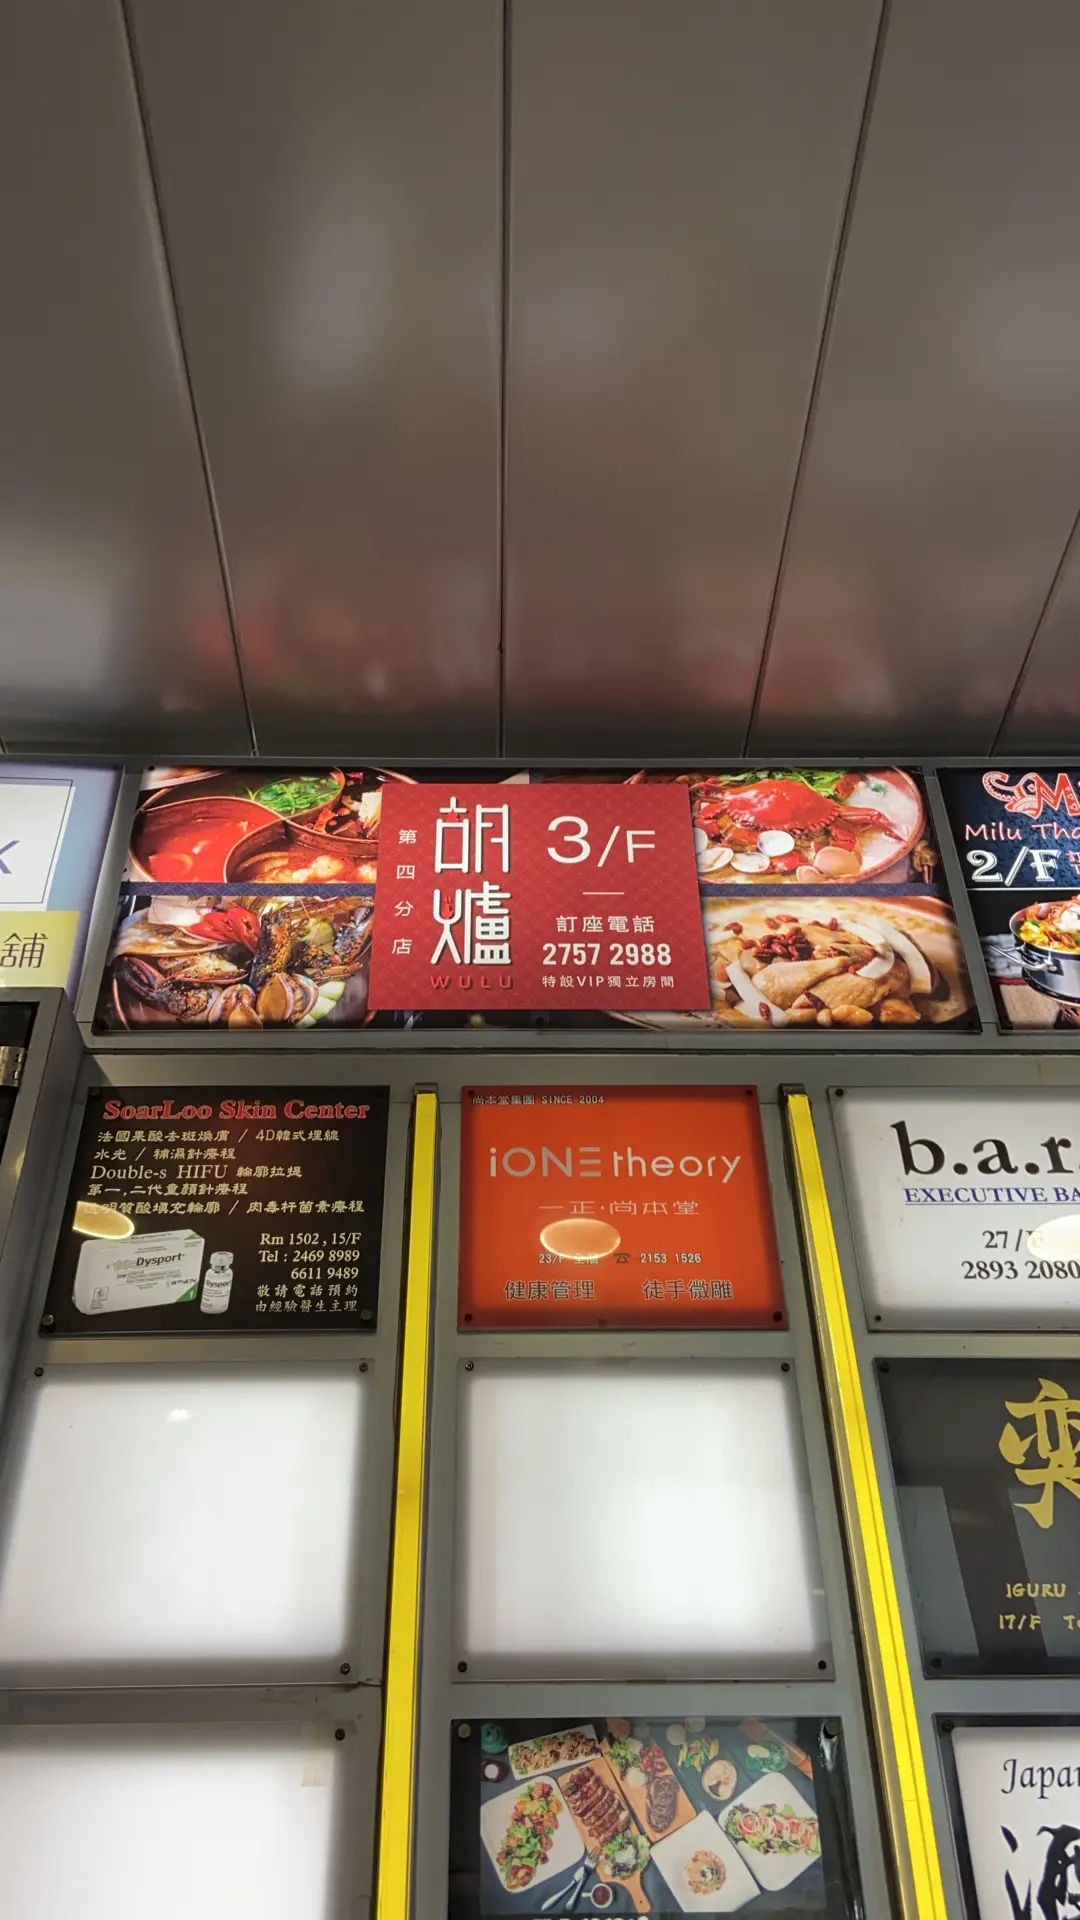 舖
第四分店
胡爐
WULU
3/F
訂座電話
2757 2988
特設VIP獨立房間
Milu Tha
2/F
SoarLoo Skin Center
法國果酸去斑煥膚 / 4D韓式埋線
水光 / 補濕針療程
Double-s HIFU 輪廓拉提
第一,二代童顏針療程
透明質酸填充輪廓 / 肉毒杆菌素療程
Dysport
Rm 1502 , 15/F
Tel : 2469 8989
6611 9489
敬請電話預約
由經驗醫生主理
尚本堂集團 SINCE 2004
iONE theory
一正·尚本堂
23/F 2153 1526
健康管理 徒手微雕
b.a.r.
EXECUTIVE BA
27/
2893 2080
IGURU
17/F
Japan